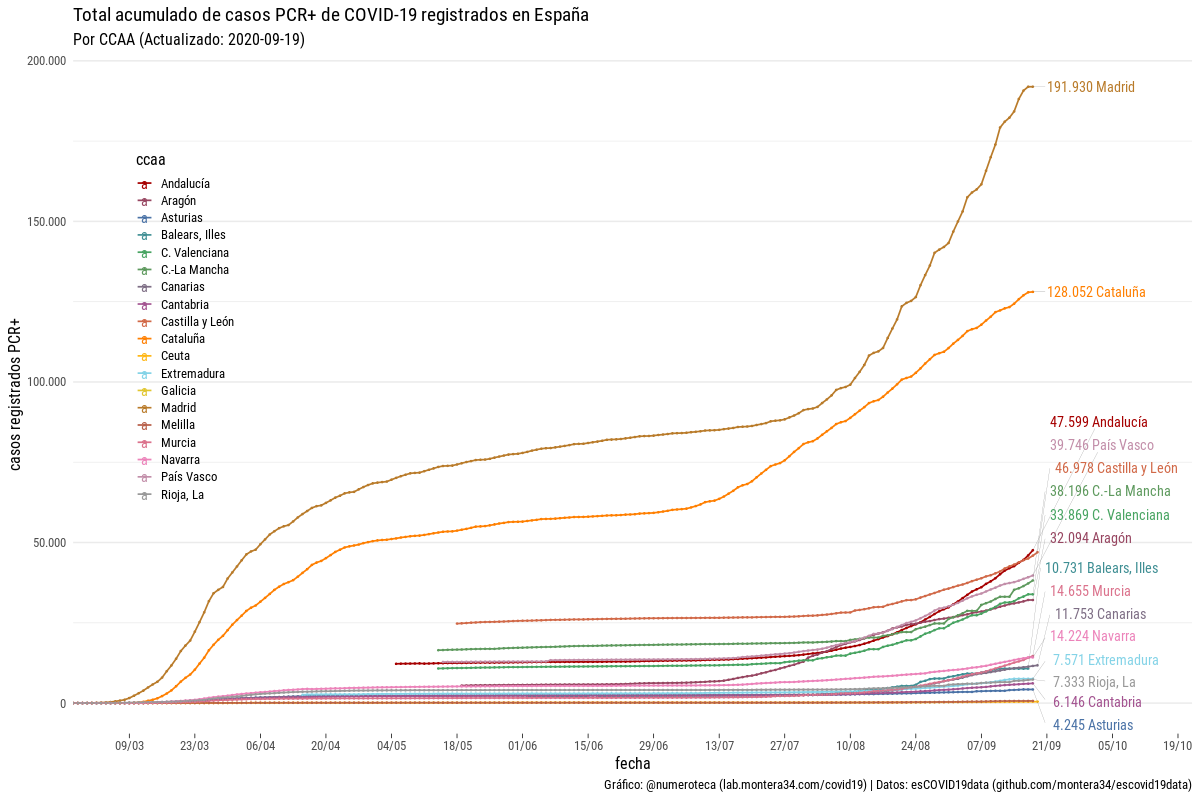 Total acumulado de casos PCR+ de COVID-19 registrados en España
Por CCAA (Actualizado: 2020-09-19)
200.000
150.000
100.000
50.000
0
casos registrados PCR+
ccaa
Andalucía
Aragón
Asturias
Balears, Illes
C. Valenciana
C.-La Mancha
Canarias
Cantabria
Castilla y León
Cataluña
Ceuta
Extremadura
Galicia
Madrid
Melilla
Murcia
Navarra
País Vasco
Rioja, La
191.930 Madrid
128.052 Cataluña
47.599 Andalucía
39.746 País Vasco
46.978 Castilla y León
38.196 C.-La Mancha
33.869 C. Valenciana
32.094 Aragón
10.731 Balears, Illes
14.655 Murcia
11.753 Canarias
14.224 Navarra
7.571 Extremadura
7.333 Rioja, La
6.146 Cantabria
4.245 Asturias
09/03 23/03 06/04 20/04 04/05 18/05 01/06 15/06 29/06 13/07 27/07 10/08 24/08 07/09 21/09 05/10 19/10
fecha
Gráfico: @numeroteca (lab.montera34.com/covid19) | Datos: esCOVID19data (github.com/montera34/escovid19data)